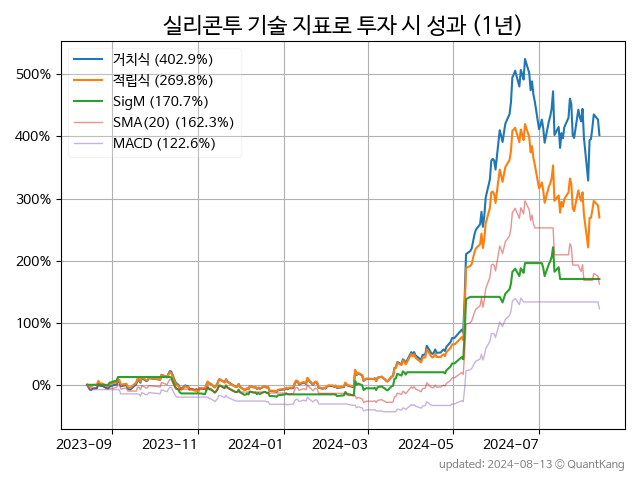 실리콘투 기술 지표로 투자 시 성과 (1년)
거치식 (402.9%)
적립식 (269.8%)
SigM (170.7%)
SMA(20) (162.3%)
MACD (122.6%)
500%
400%
300%
200%
100%
0%
2023-09 2023-11 2024-01 2024-03 2024-05 2024-07
updated: 2024-08-13 © QuantKang